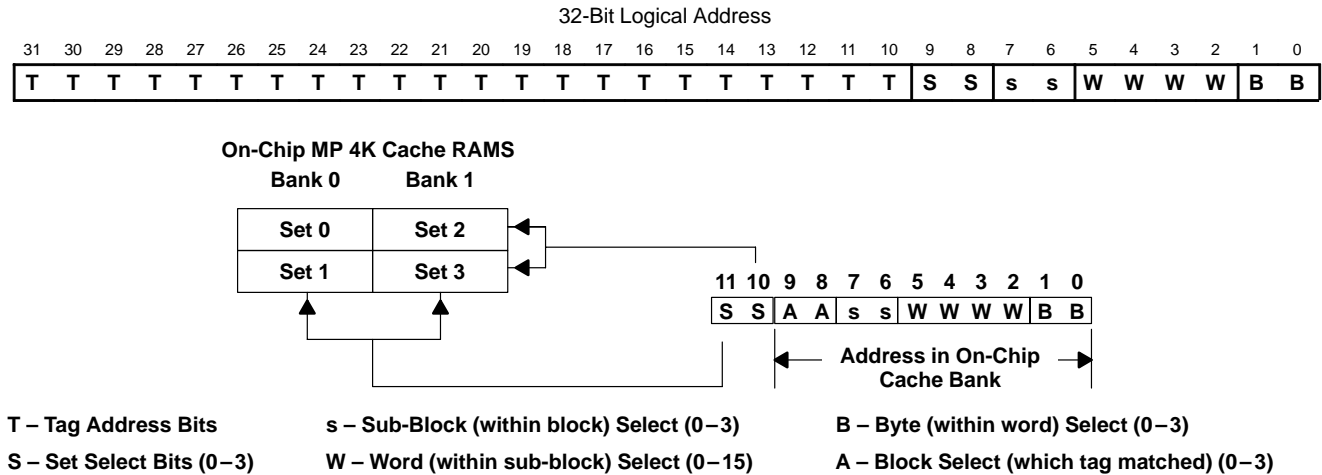 32-Bit Logical Address
31 30 29 28 27 26 25 24 23 22 21 20 19 18 17 16 15 14 13 12 11 10 9 8 7 6 5 4 3 2 1 0
T T T T T T T T T T T T T T T T T T T T T T S S s s W W W W B B
On-Chip MP 4K Cache RAMS
Bank 0 Bank 1
Set 0 Set 2
Set 1 Set 3
11 10 9 8 7 6 5 4 3 2 1 0
S S A A s s W W W W B B
Address in On-Chip
Cache Bank
T – Tag Address Bits s – Sub-Block (within block) Select (0–3) B – Byte (within word) Select (0–3)
S – Set Select Bits (0–3) W – Word (within sub-block) Select (0–15) A – Block Select (which tag matched) (0–3)